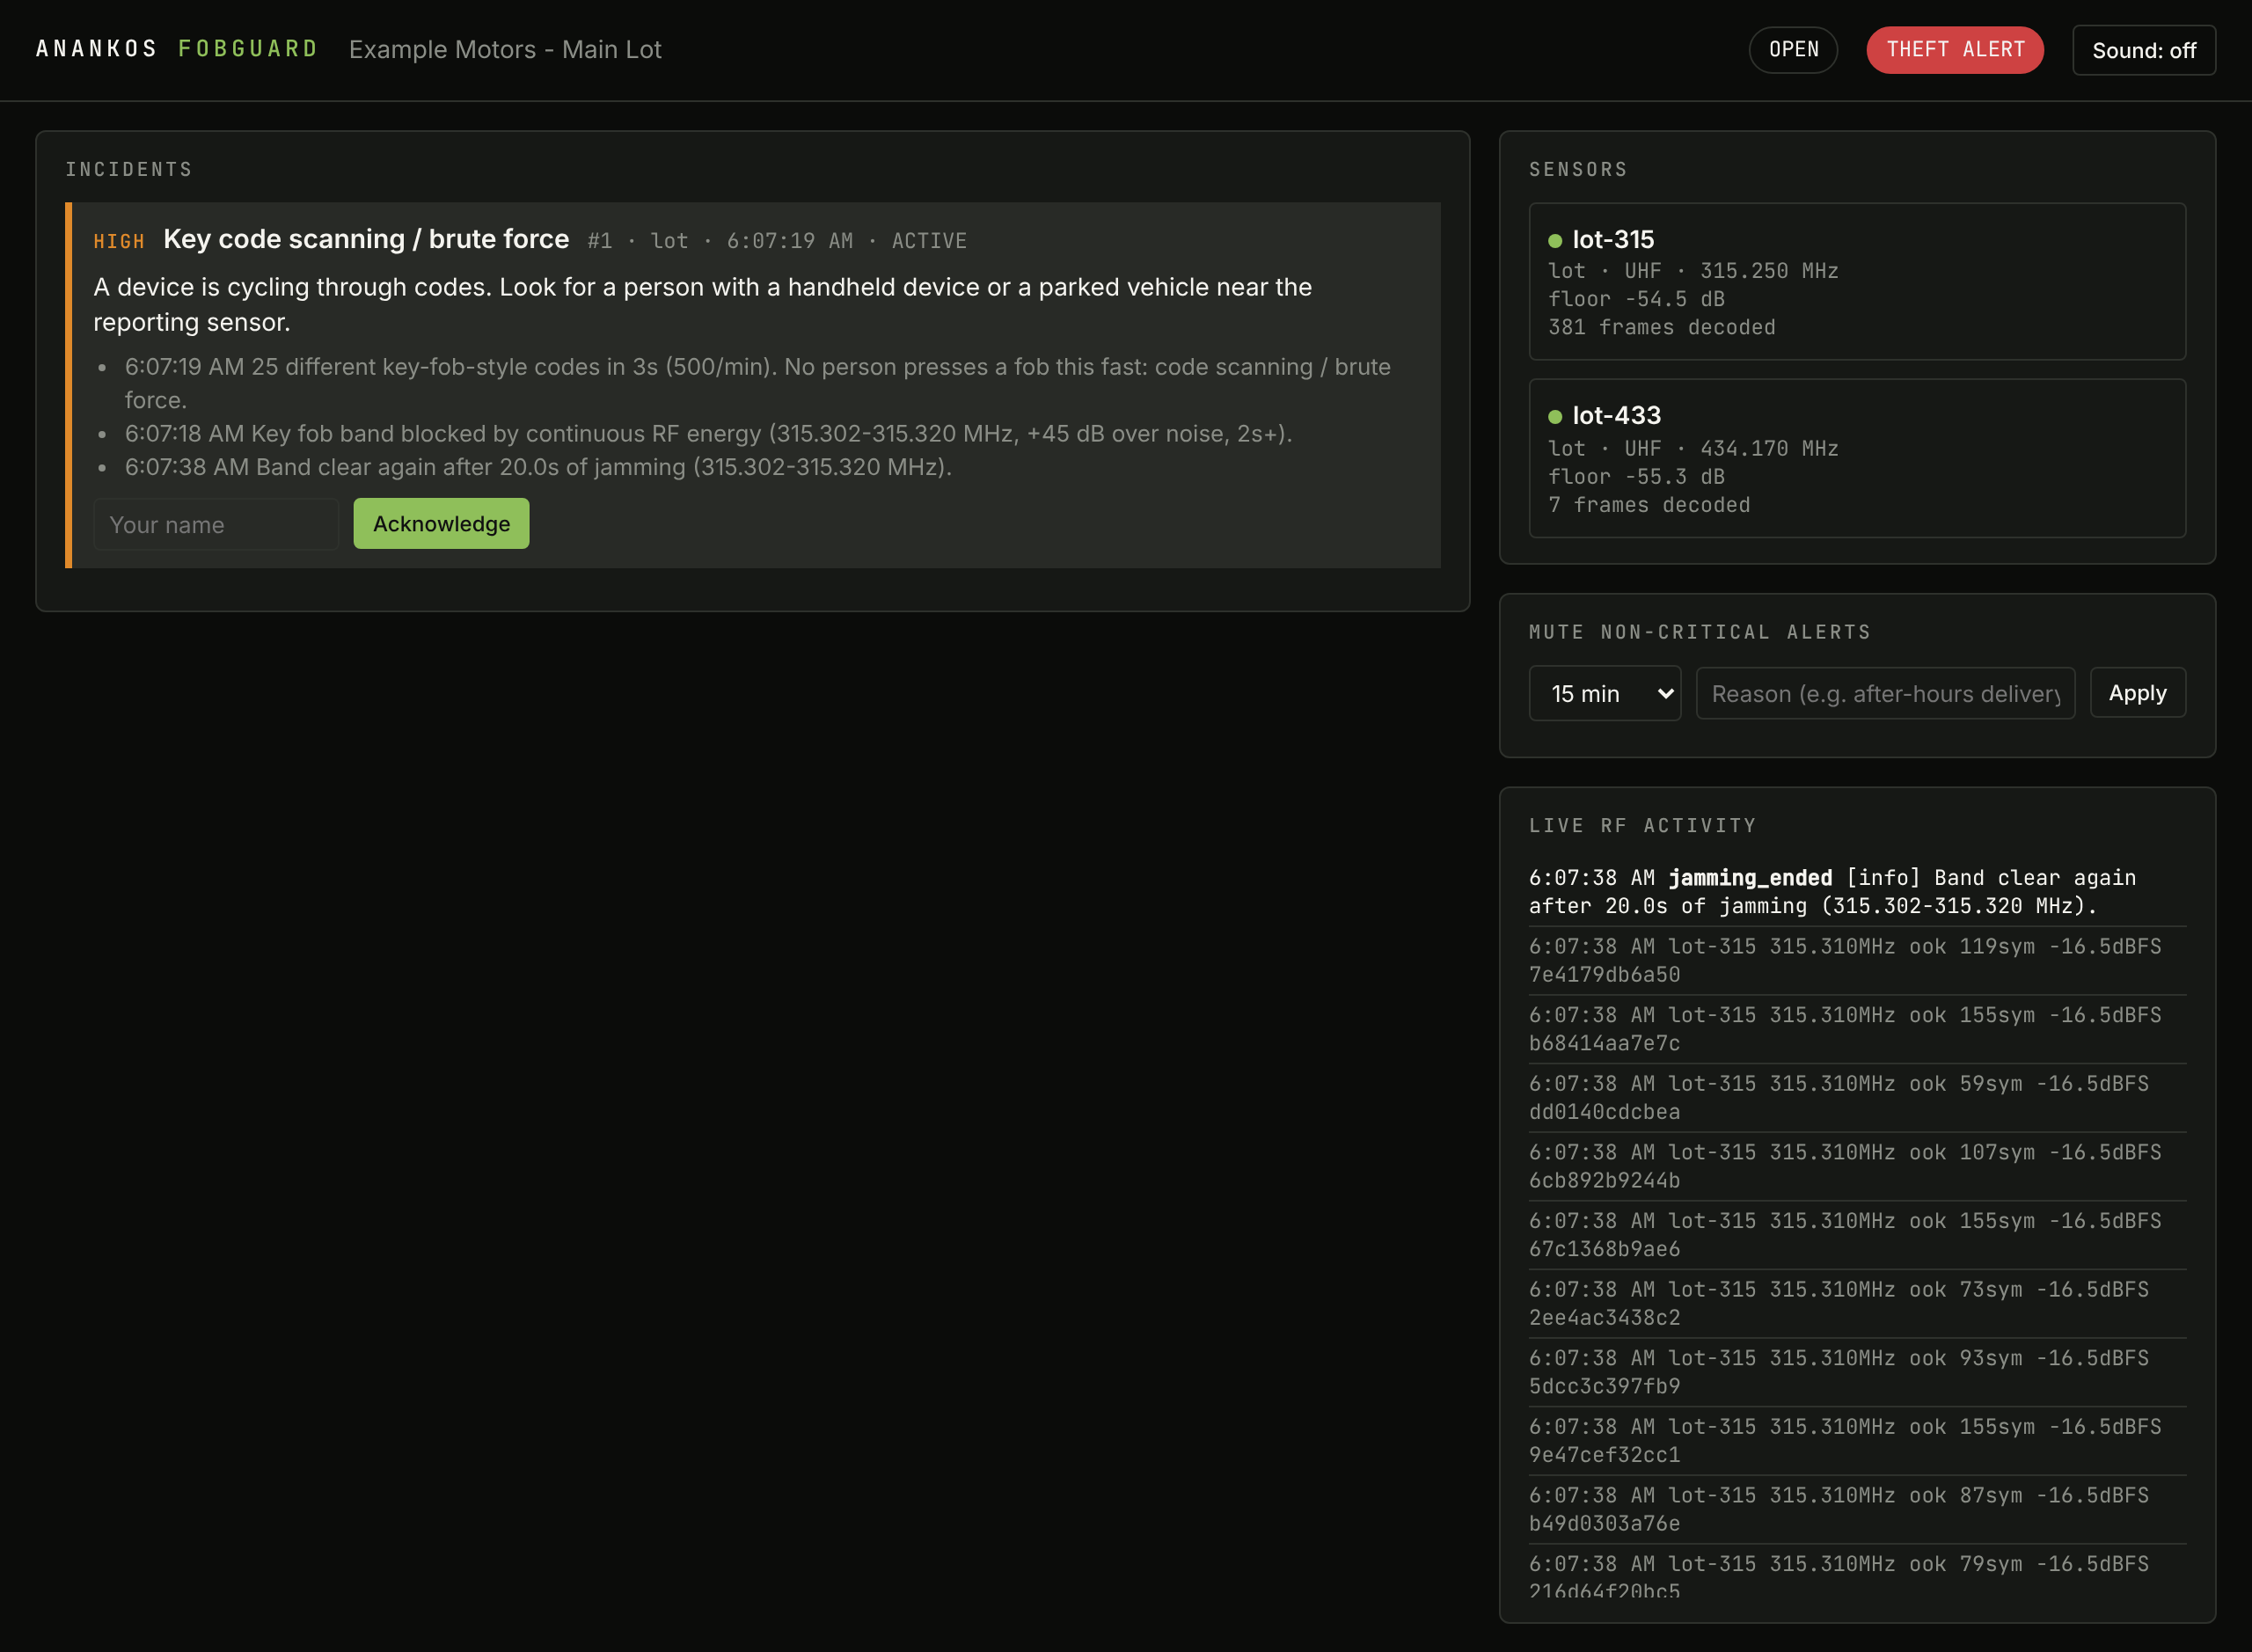 ANANKOS FOBGUARD Example Motors - Main Lot
OPEN
THEFT ALERT
Sound: off
INCIDENTS
HIGH Key code scanning / brute force #1 · lot · 6:07:19 AM · ACTIVE
A device is cycling through codes. Look for a person with a handheld device or a parked vehicle near the
reporting sensor.
• 6:07:19 AM 25 different key-fob-style codes in 3s (500/min). No person presses a fob this fast: code scanning / brute
force.
• 6:07:18 AM Key fob band blocked by continuous RF energy (315.302-315.320 MHz, +45 dB over noise, 2s+).
• 6:07:38 AM Band clear again after 20.0s of jamming (315.302-315.320 MHz).
Your name
Acknowledge
SENSORS
lot-315
lot · UHF · 315.250 MHz
floor -54.5 dB
381 frames decoded
lot-433
lot · UHF · 434.170 MHz
floor -55.3 dB
7 frames decoded
MUTE NON-CRITICAL ALERTS
15 min
Reason (e.g. after-hours delivery
Apply
LIVE RF ACTIVITY
6:07:38 AM jamming_ended [info] Band clear again
after 20.0s of jamming (315.302-315.320 MHz).
6:07:38 AM lot-315 315.310MHz ook 119sym -16.5dBFS
7e4179db6a50
6:07:38 AM lot-315 315.310MHz ook 155sym -16.5dBFS
b68414aa7e7c
6:07:38 AM lot-315 315.310MHz ook 59sym -16.5dBFS
dd0140cdcbea
6:07:38 AM lot-315 315.310MHz ook 107sym -16.5dBFS
6cb892b9244b
6:07:38 AM lot-315 315.310MHz ook 155sym -16.5dBFS
67c1368b9ae6
6:07:38 AM lot-315 315.310MHz ook 73sym -16.5dBFS
2ee4ac3438c2
6:07:38 AM lot-315 315.310MHz ook 93sym -16.5dBFS
5dcc3c397fb9
6:07:38 AM lot-315 315.310MHz ook 155sym -16.5dBFS
9e47cef32cc1
6:07:38 AM lot-315 315.310MHz ook 87sym -16.5dBFS
b49d0303a76e
6:07:38 AM lot-315 315.310MHz ook 79sym -16.5dBFS
216d64f20bc5